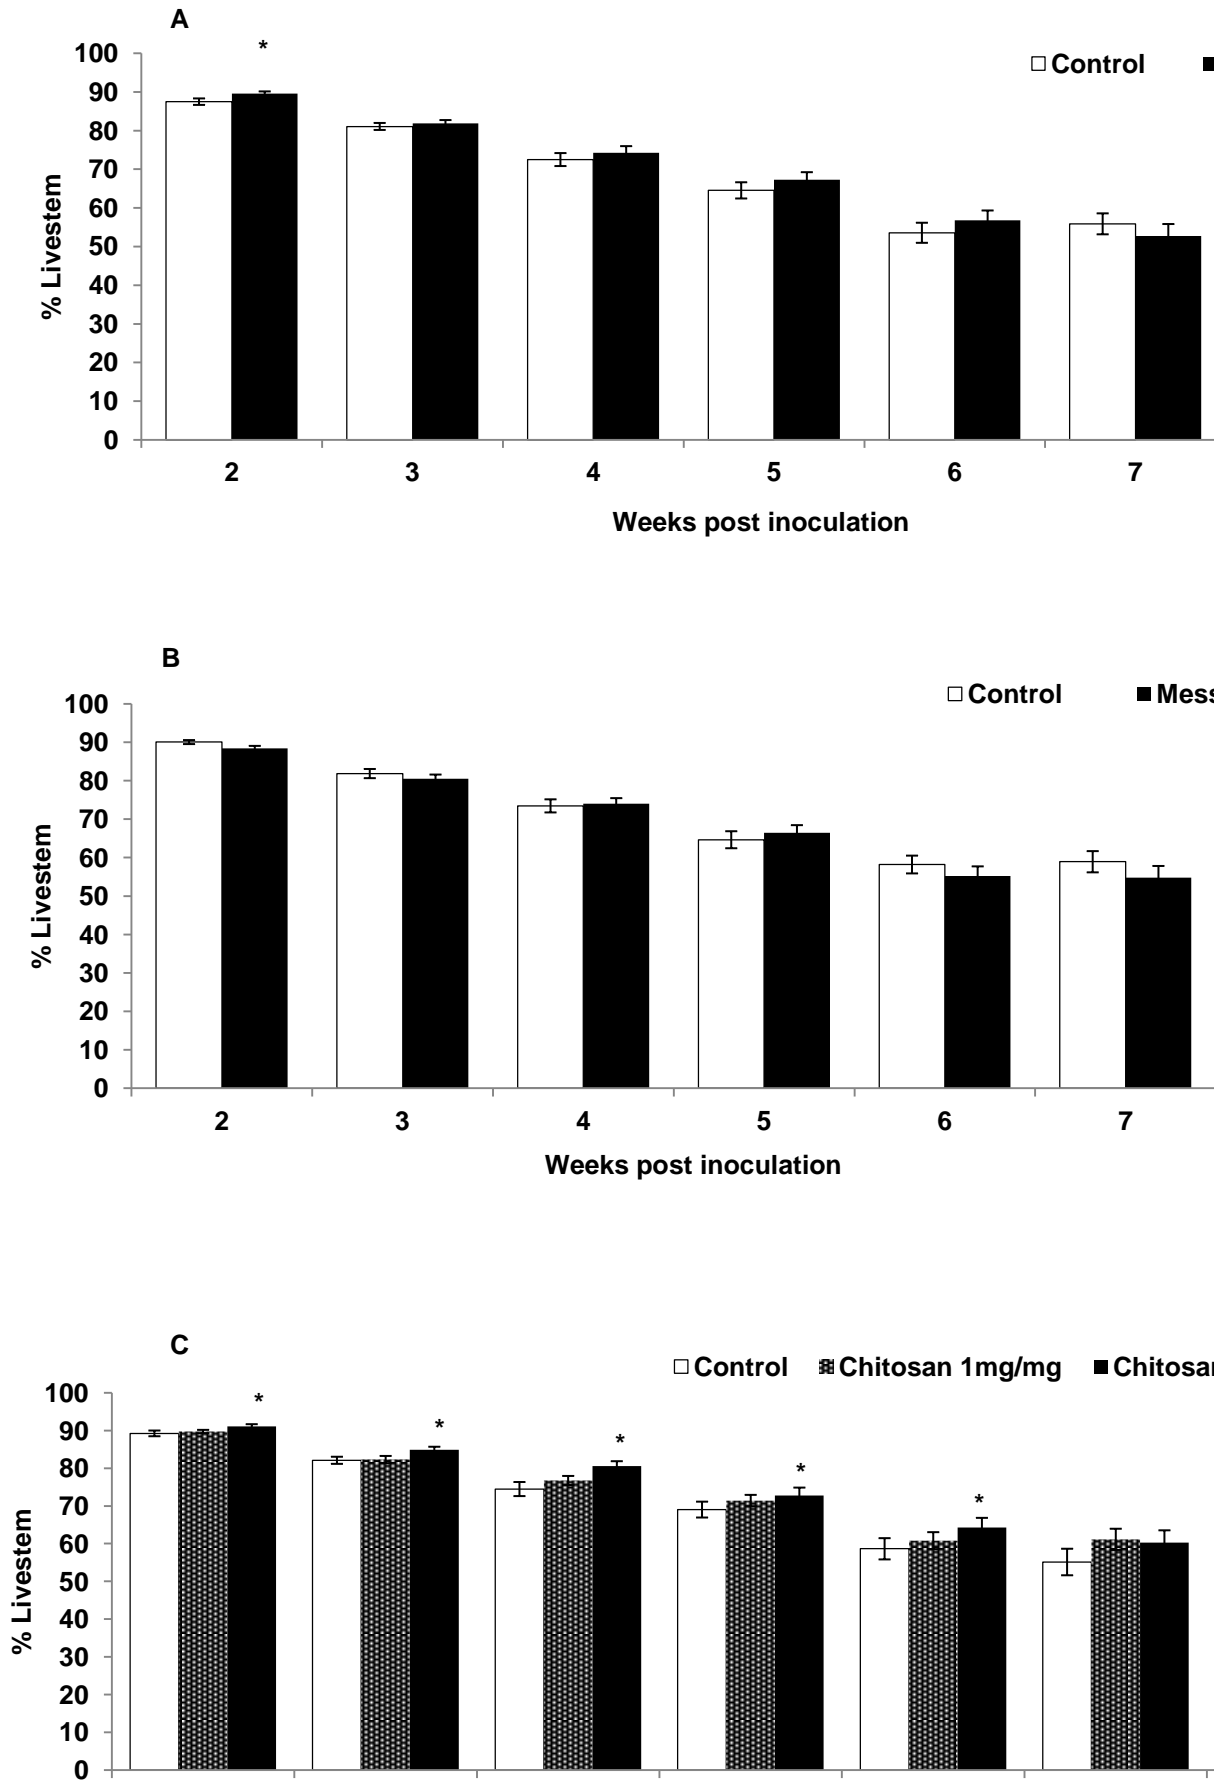 A
*
100
90
80
70
60
50
40
30
20
10
0
% Livestem
Control
2 3 4 5 6 7
Weeks post inoculation
B
100
90
80
70
60
50
40
30
20
10
0
% Livestem
Control Mess
2 3 4 5 6 7
Weeks post inoculation
C
Control Chitosan 1mg/mg Chitosan
* * * * *
100
90
80
70
60
50
40
30
20
10
0
% Livestem